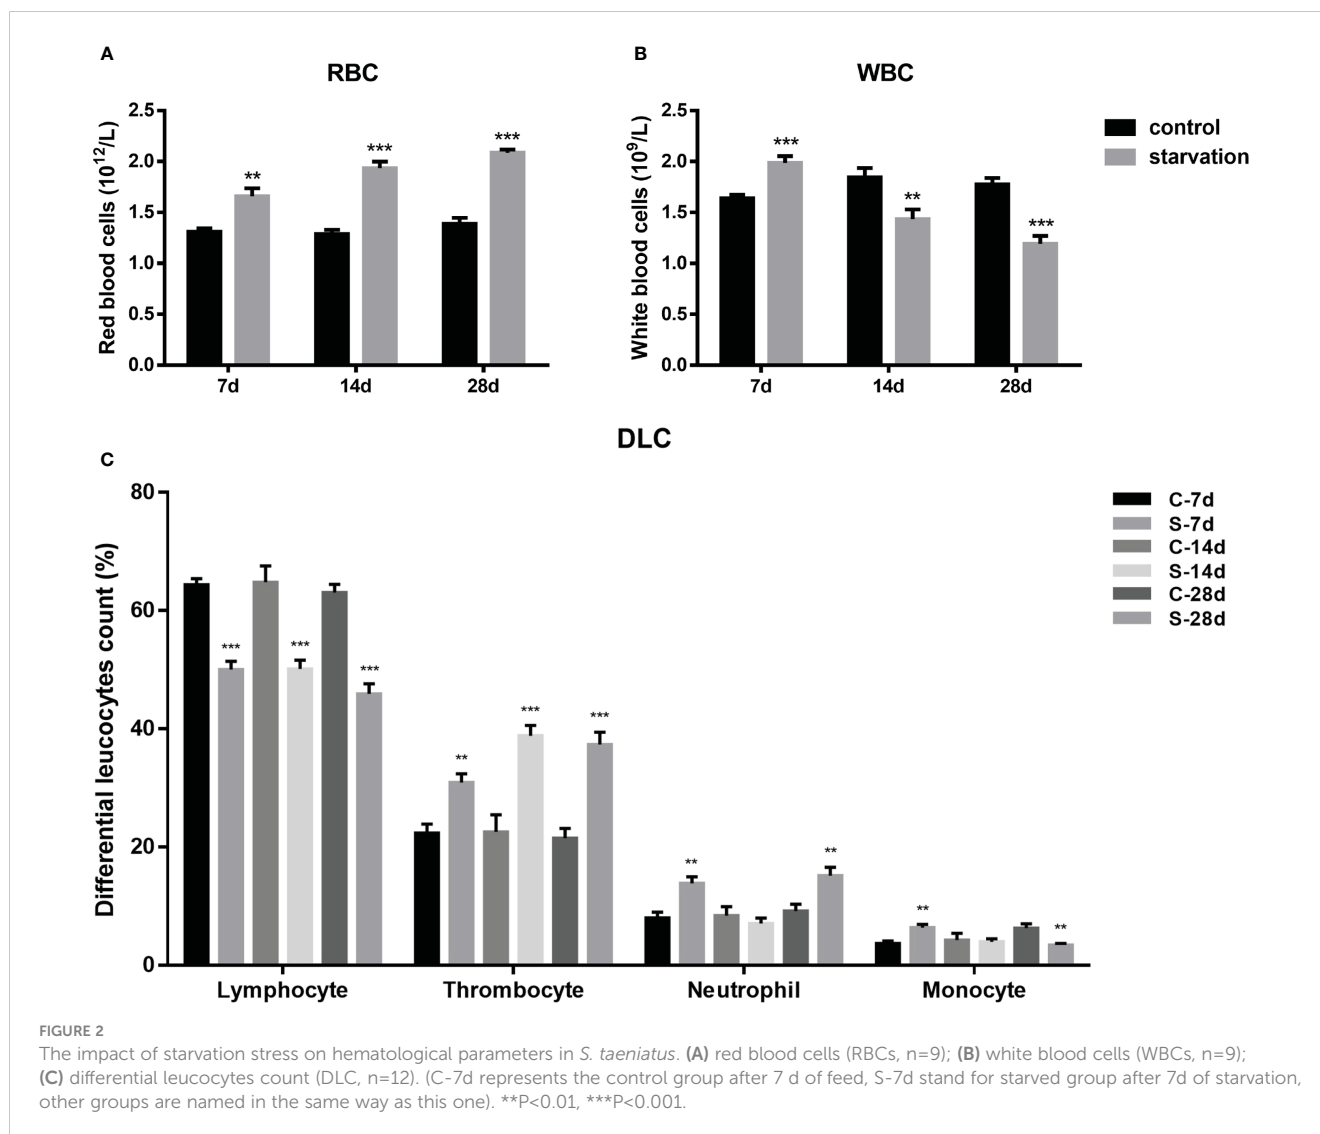 A
RBC
Red blood cells (10¹²/L)
2.5
2.0
1.5
1.0
0.5
0.0
**
***
***
7d
14d
28d
B
WBC
White blood cells (10⁹/L)
2.5
2.0
1.5
1.0
0.5
0.0
***
**
***
7d
14d
28d
control
starvation
C
DLC
Differential leucocytes count (%)
80
60
40
20
0
***
***
***
**
***
***
**
**
**
**
Lymphocyte
Thrombocyte
Neutrophil
Monocyte
C-7d
S-7d
C-14d
S-14d
C-28d
S-28d
FIGURE 2
The impact of starvation stress on hematological parameters in S. taeniatus. (A) red blood cells (RBCs, n=9); (B) white blood cells (WBCs, n=9);
(C) differential leucocytes count (DLC, n=12). (C-7d represents the control group after 7 d of feed, S-7d stand for starved group after 7d of starvation,
other groups are named in the same way as this one). **P<0.01, ***P<0.001.